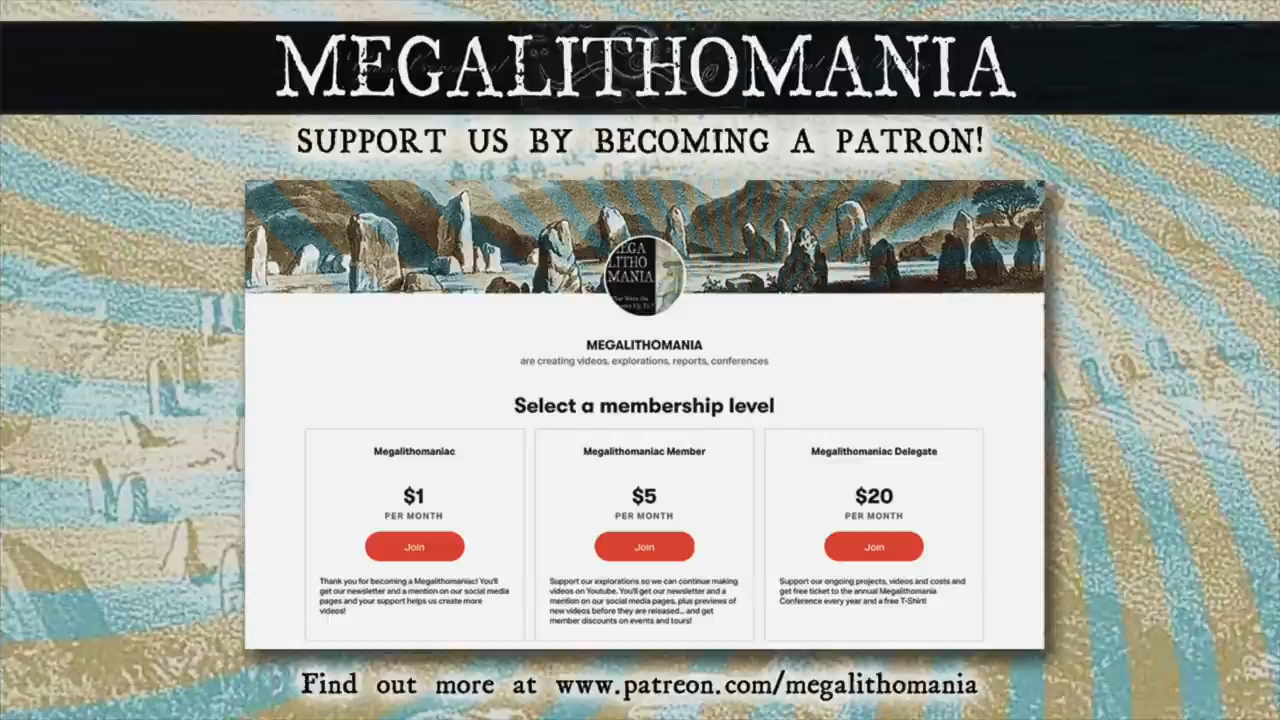 MEGALITHOMANIA
SUPPORT US BY BECOMING A PATRON!
MEGA
LITHO
MANIA
MEGALITHOMANIA
are creating videos, explorations, reports, conferences
Select a membership level
Megalithomaniac
$1
PER MONTH
Join
Thank you for becoming a Megalithomaniac! You'll
get our newsletter and a mention on our social media
pages and your support helps us create more
videos!
Megalithomaniac Member
$5
PER MONTH
Join
Support our explorations so we can continue making
videos on Youtube. You'll get our newsletter and a
mention on our social media pages, plus previews of
new videos before they are released... and get
member discounts on events and tours!
Megalithomaniac Delegate
$20
PER MONTH
Join
Support our ongoing projects, videos and costs and
get free ticket to the annual Megalithomania
Conference every year and a free T-Shirt!
Find out more at www.patreon.com/megalithomania